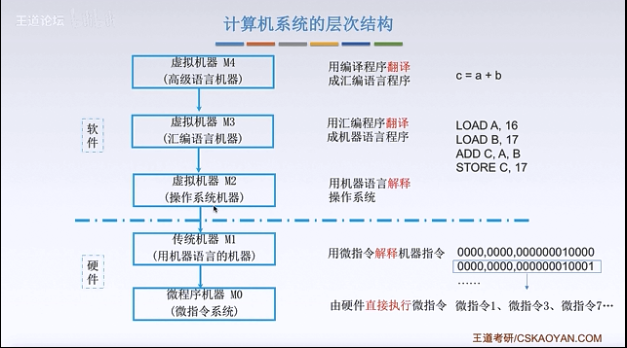 王道论坛
计算机系统的层次结构
虚拟机器 M4
(高级语言机器)
用编译程序翻译
成汇编语言程序
c = a + b
软件
虚拟机器 M3
(汇编语言机器)
用汇编程序翻译
成机器语言程序
LOAD A, 16
LOAD B, 17
ADD C, A, B
STORE C, 17
虚拟机器 M2
(操作系统机器)
用机器语言解释
操作系统
硬件
传统机器 M1
(用机器语言的机器)
用微指令解释机器指令
0000,0000,000000010000
0000,0000,000000010001
......
微程序机器 M0
(微指令系统)
由硬件直接执行微指令
微指令1、微指令3、微指令7…
王道考研/CSKAOYAN.COM